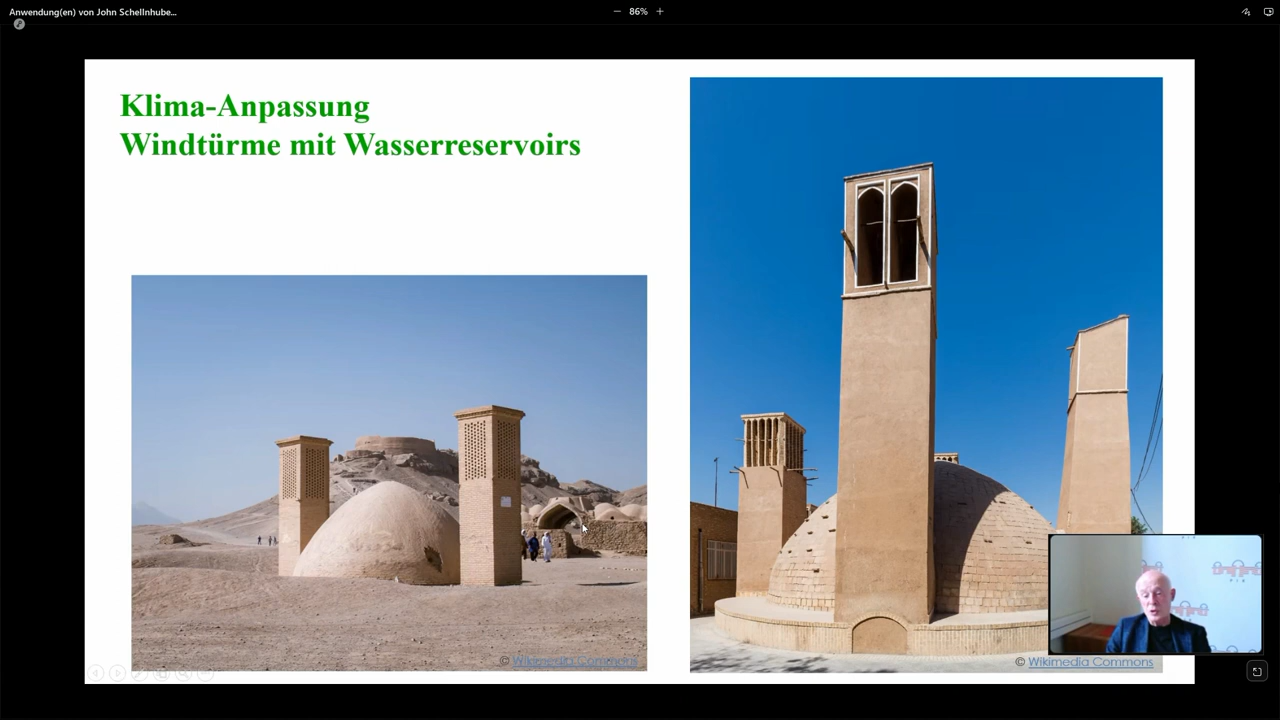 Anwendung(en) von John Schellnhube...
86%
Klima-Anpassung
Windtürme mit Wasserreservoirs
© Wikimedia Commons
© Wikimedia Commons